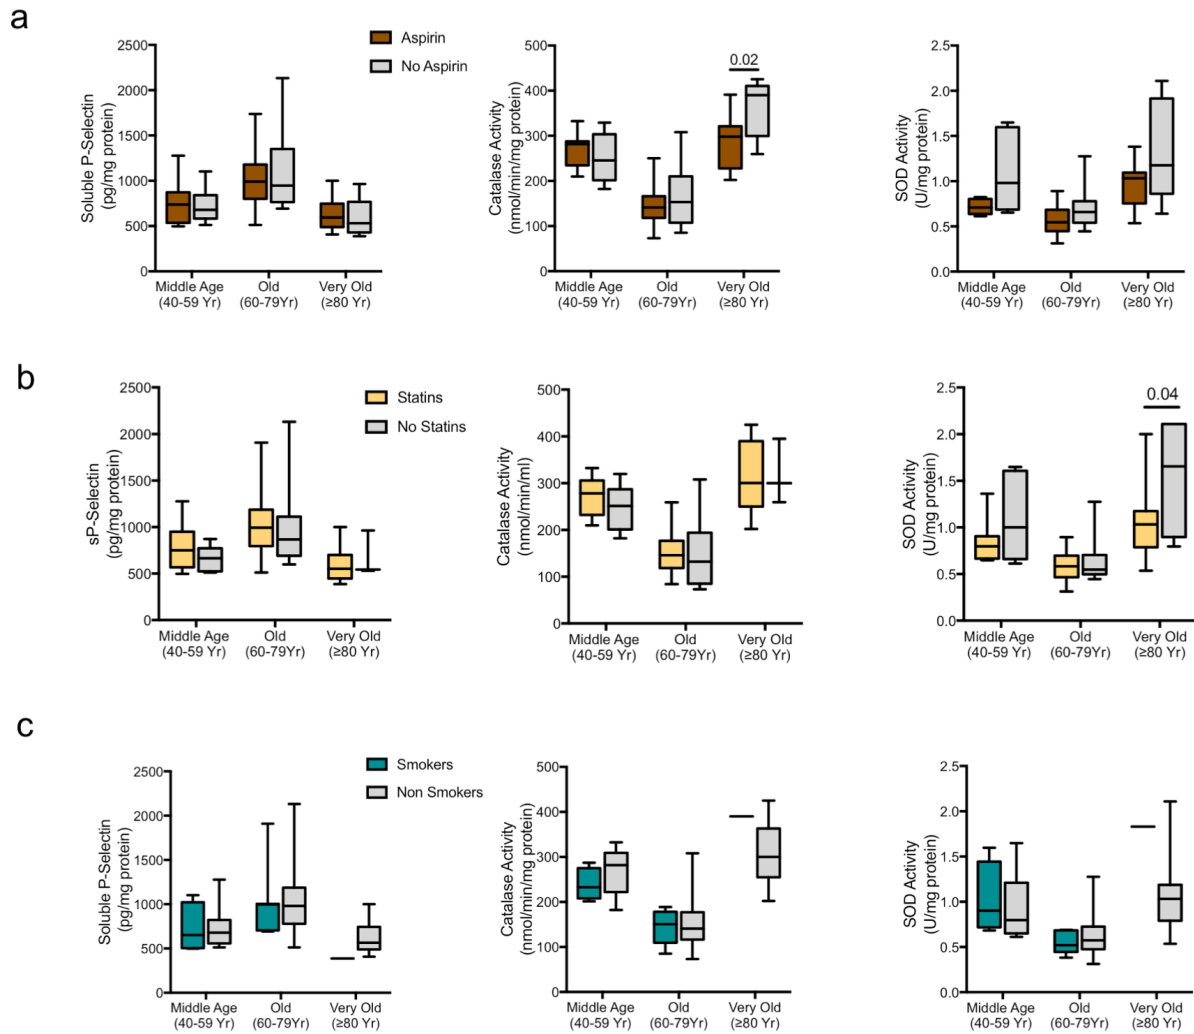 a
Soluble P-Selectin
(pg/mg protein)
2500
2000
1500
1000
500
0
Middle Age
(40-59 Yr)
Old
(60-79Yr)
Very Old
(≥80 Yr)
Aspirin
No Aspirin
Catalase Activity
(nmol/min/mg protein)
500
400
300
200
100
0
0.02
Middle Age
(40-59 Yr)
Old
(60-79Yr)
Very Old
(≥80 Yr)
SOD Activity
(U/mg protein)
2.5
2.0
1.5
1.0
0.5
0.0
Middle Age
(40-59 Yr)
Old
(60-79Yr)
Very Old
(≥80 Yr)
b
sP-Selectin
(pg/mg protein)
2500
2000
1500
1000
500
0
Middle Age
(40-59 Yr)
Old
(60-79Yr)
Very Old
(≥80 Yr)
Statins
No Statins
Catalase Activity
(nmol/min/ml)
500
400
300
200
100
0
Middle Age
(40-59 Yr)
Old
(60-79Yr)
Very Old
(≥80 Yr)
SOD Activity
(U/mg protein)
2.5
2.0
1.5
1.0
0.5
0.0
0.04
Middle Age
(40-59 Yr)
Old
(60-79Yr)
Very Old
(≥80 Yr)
c
Soluble P-Selectin
(pg/mg protein)
2500
2000
1500
1000
500
0
Middle Age
(40-59 Yr)
Old
(60-79Yr)
Very Old
(≥80 Yr)
Smokers
Non Smokers
Catalase Activity
(nmol/min/mg protein)
500
400
300
200
100
0
Middle Age
(40-59 Yr)
Old
(60-79Yr)
Very Old
(≥80 Yr)
SOD Activity
(U/mg protein)
2.5
2.0
1.5
1.0
0.5
0.0
Middle Age
(40-59 Yr)
Old
(60-79Yr)
Very Old
(≥80 Yr)